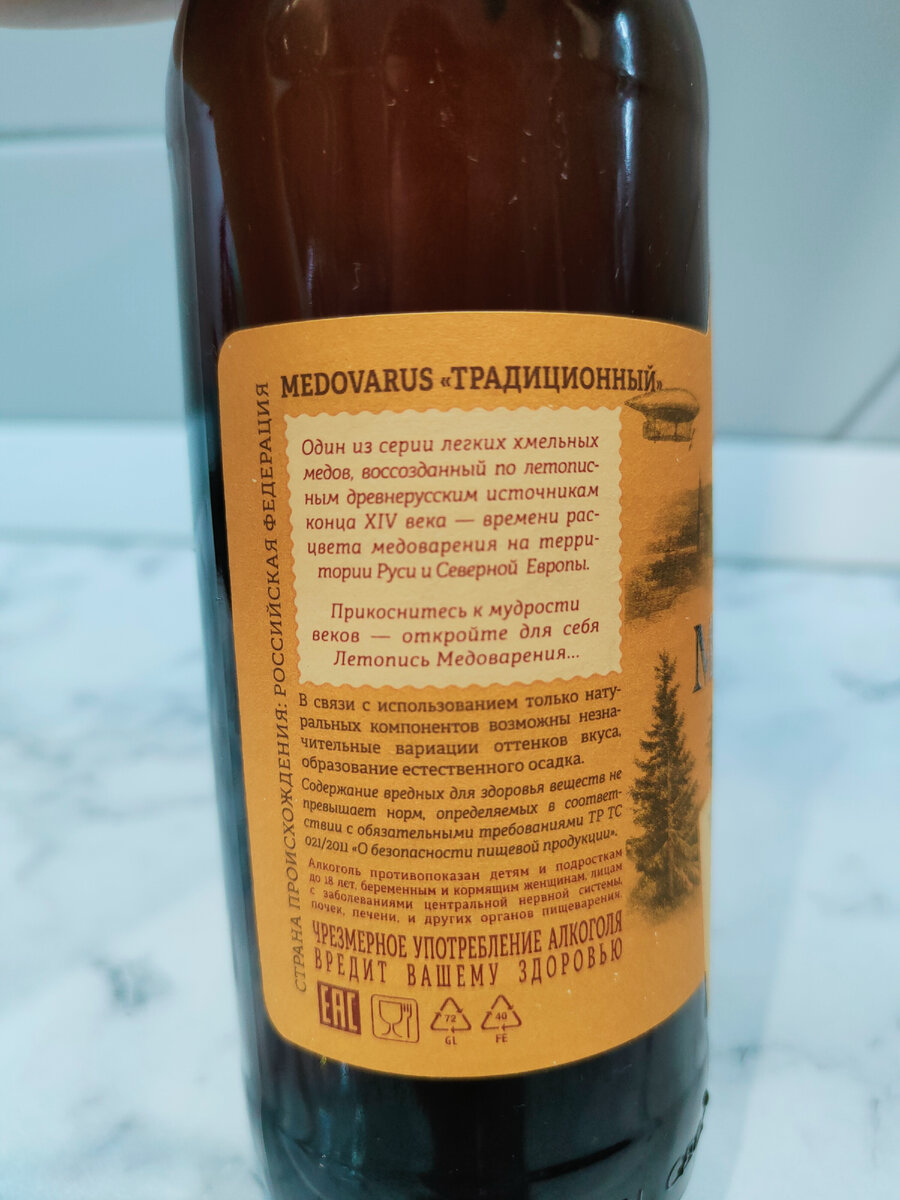 MEDOVARUS «ТРАДИЦИОННЫЙ»
Один из серии легких хмельных
медов, воссозданный по летопис-
ным древнерусским источникам
конца XIV века — времени рас-
цвета медоварения на терри-
тории Руси и Северной Европы.
Прикоснитесь к мудрости
веков — откройте для себя
Летопись Медоварения...
В связи с использованием только нату-
ральных компонентов возможны незна-
чительные вариации оттенков вкуса,
образование естественного осадка.
Содержание вредных для здоровья веществ не
превышает норм, определяемых в соответ-
ствии с обязательными требованиями ТР ТС
021/2011 «О безопасности пищевой продукции».
Алкоголь противопоказан детям и подросткам
до 18 лет, беременным и кормящим женщинам, лицам
с заболеваниями центральной нервной системы,
почек, печени, и других органов пищеварения.
ЧРЕЗМЕРНОЕ УПОТРЕБЛЕНИЕ АЛКОГОЛЯ
ВРЕДИТ ВАШЕМУ ЗДОРОВЬЮ
EAC
72
GL
40
FE
СТРАНА ПРОИСХОЖДЕНИЯ: РОССИЙСКАЯ ФЕДЕРАЦИЯ